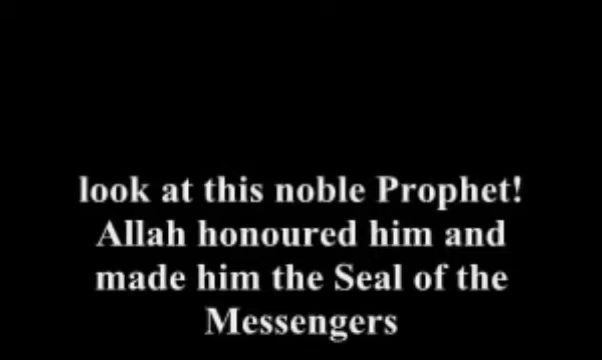 look at this noble Prophet!
Allah honoured him and
made him the Seal of the
Messengers